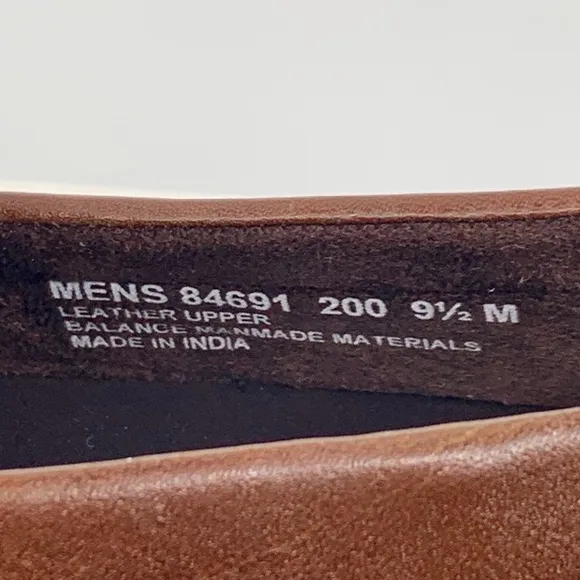 MENS 84691 200 9½ M
LEATHER UPPER
BALANCE MANMADE MATERIALS
MADE IN INDIA